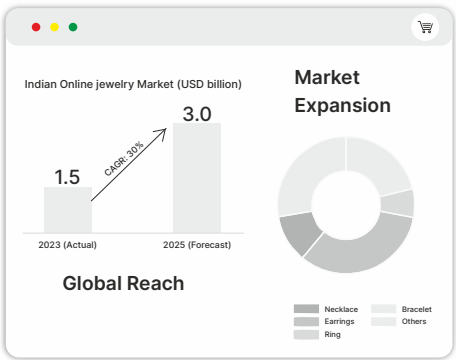 Indian Online jewelry Market (USD billion)
3.0
1.5
CAGR: 30%
2023 (Actual)
2025 (Forecast)
Global Reach
Market
Expansion
Necklace
Bracelet
Earrings
Others
Ring